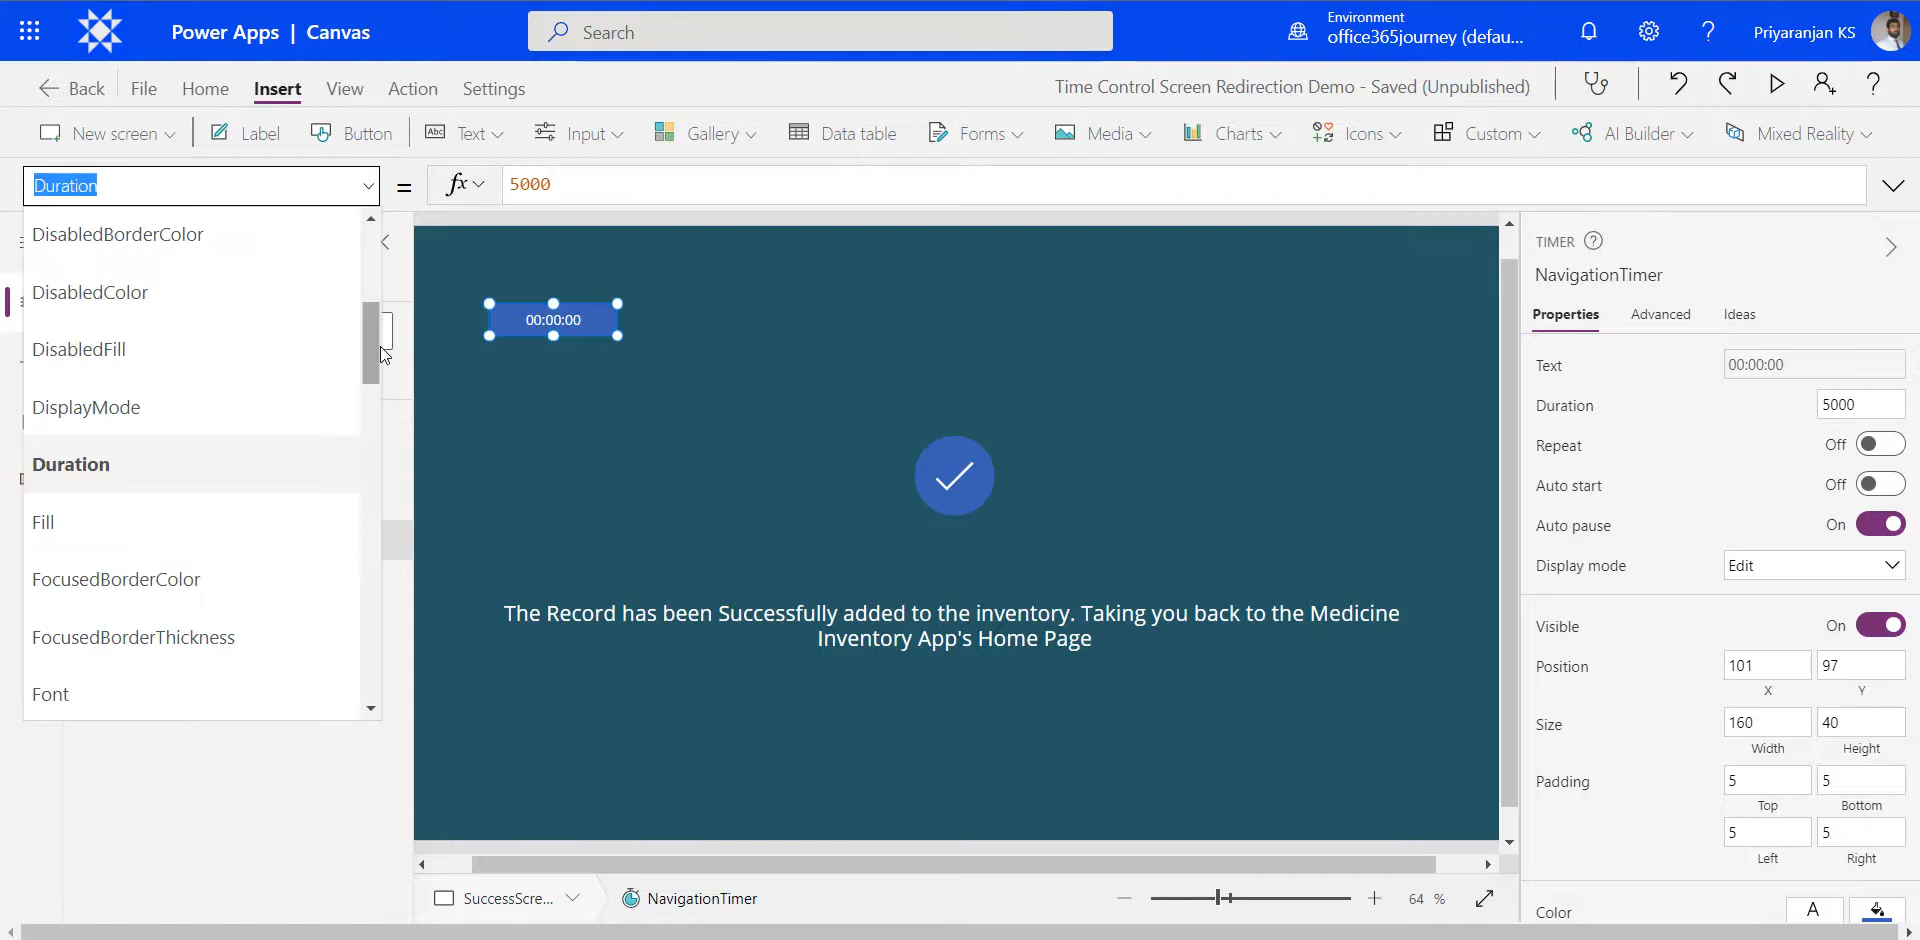 Power Apps | Canvas
Search
Environment
office365journey (defau...
Priyaranjan KS
Back
File
Home
Insert
View
Action
Settings
Time Control Screen Redirection Demo - Saved (Unpublished)
New screen
Label
Button
Abc
Text
Input
Gallery
Data table
Forms
Media
Charts
Icons
Custom
AI Builder
Mixed Reality
Duration
=
fx
5000
DisabledBorderColor
DisabledColor
DisabledFill
DisplayMode
Duration
Fill
FocusedBorderColor
FocusedBorderThickness
Font
00:00:00
The Record has been Successfully added to the inventory. Taking you back to the Medicine
Inventory App's Home Page
TIMER
NavigationTimer
Properties
Advanced
Ideas
Text
00:00:00
Duration
5000
Repeat
Off
Auto start
Off
Auto pause
On
Display mode
Edit
Visible
On
Position
101
97
X
Y
Size
160
40
Width
Height
Padding
5
5
Top
Bottom
5
5
Left
Right
Color
A
SuccessScre...
NavigationTimer
64 %